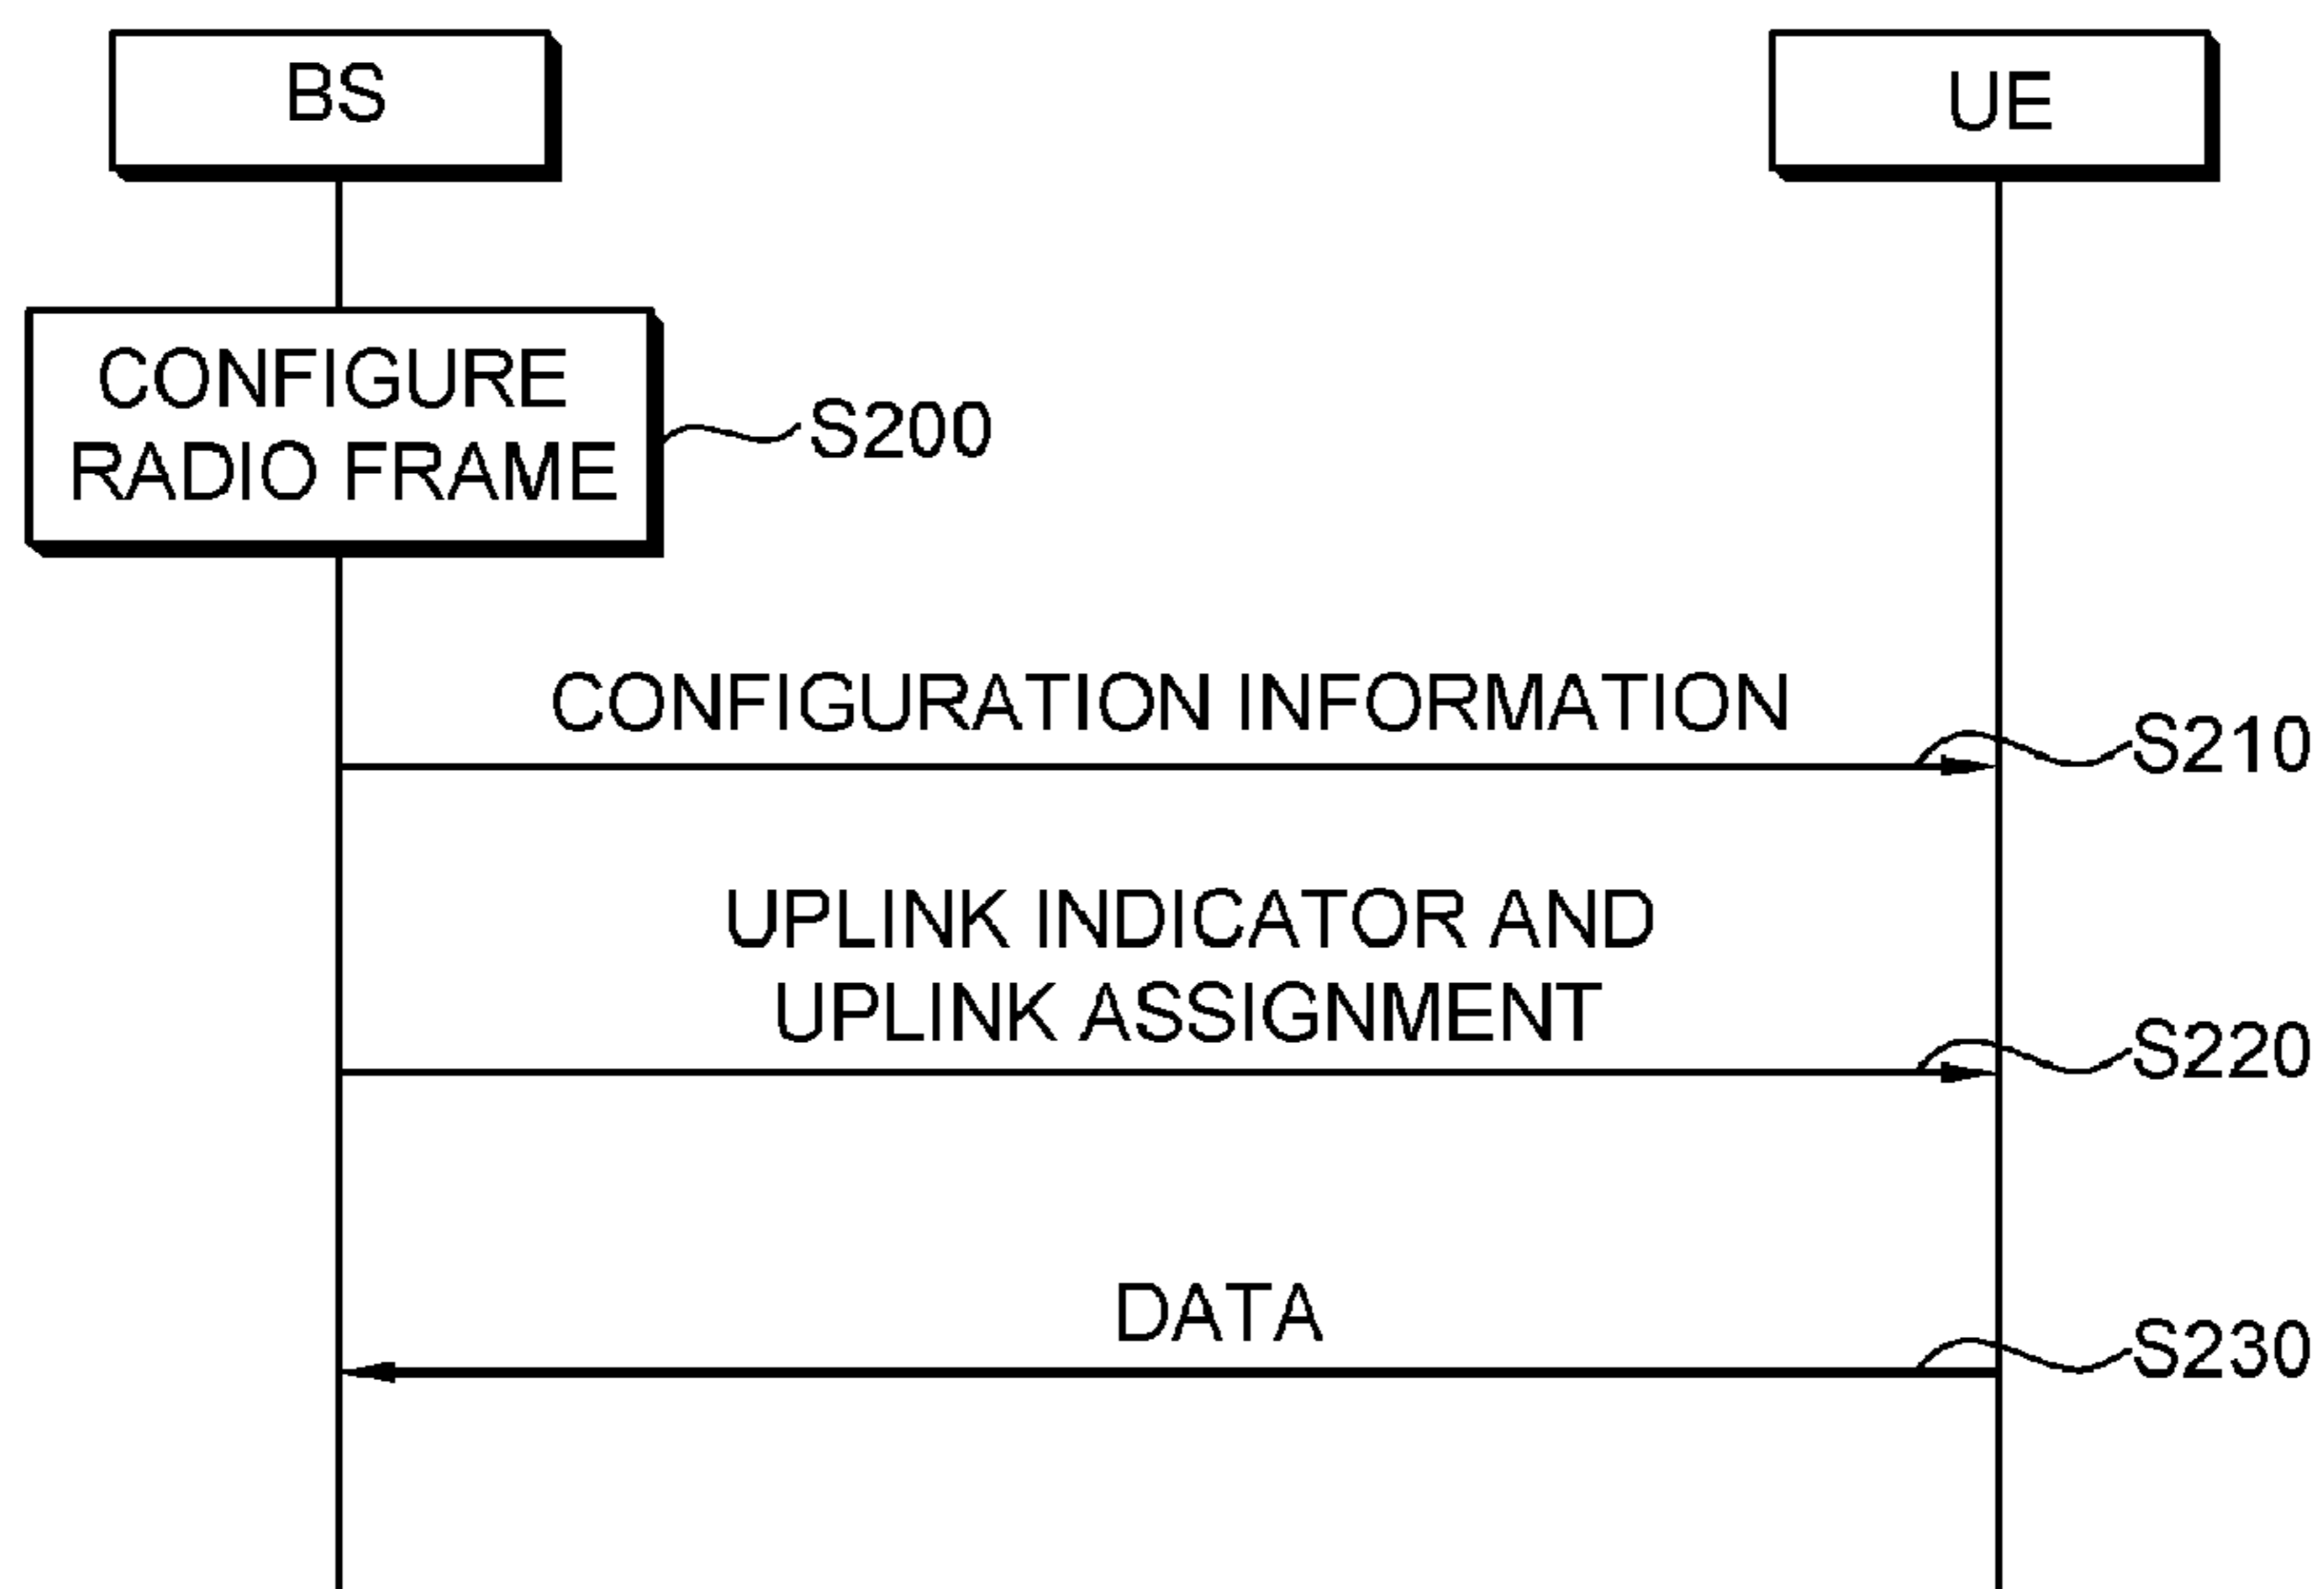 BS
UE
CONFIGURE
RADIO FRAME
S200
CONFIGURATION INFORMATION
S210
UPLINK INDICATOR AND
UPLINK ASSIGNMENT
S220
DATA
S230